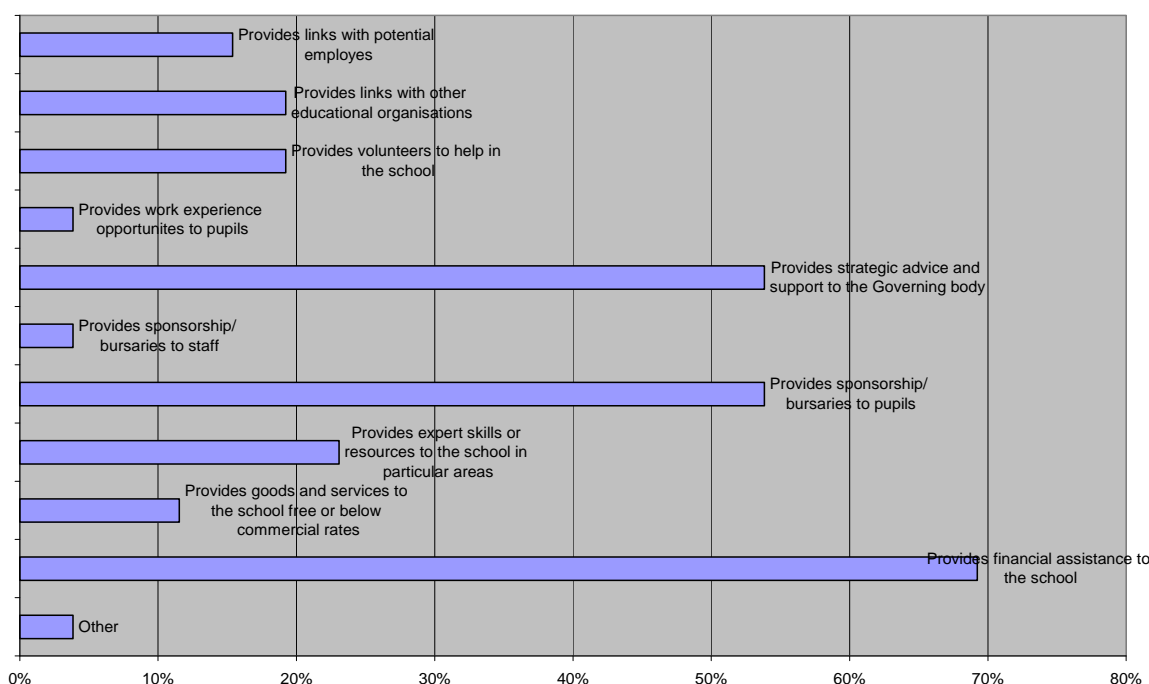 Provides links with potential
employes
Provides links with other
educational organisations
Provides volunteers to help in
the school
Provides work experience
opportunites to pupils
Provides strategic advice and
support to the Governing body
Provides sponsorship/
bursaries to staff
Provides sponsorship/
bursaries to pupils
Provides expert skills or
resources to the school in
particular areas
Provides goods and services to
the school free or below
commercial rates
Provides financial assistance to
the school
Other
0% 10% 20% 30% 40% 50% 60% 70% 80%